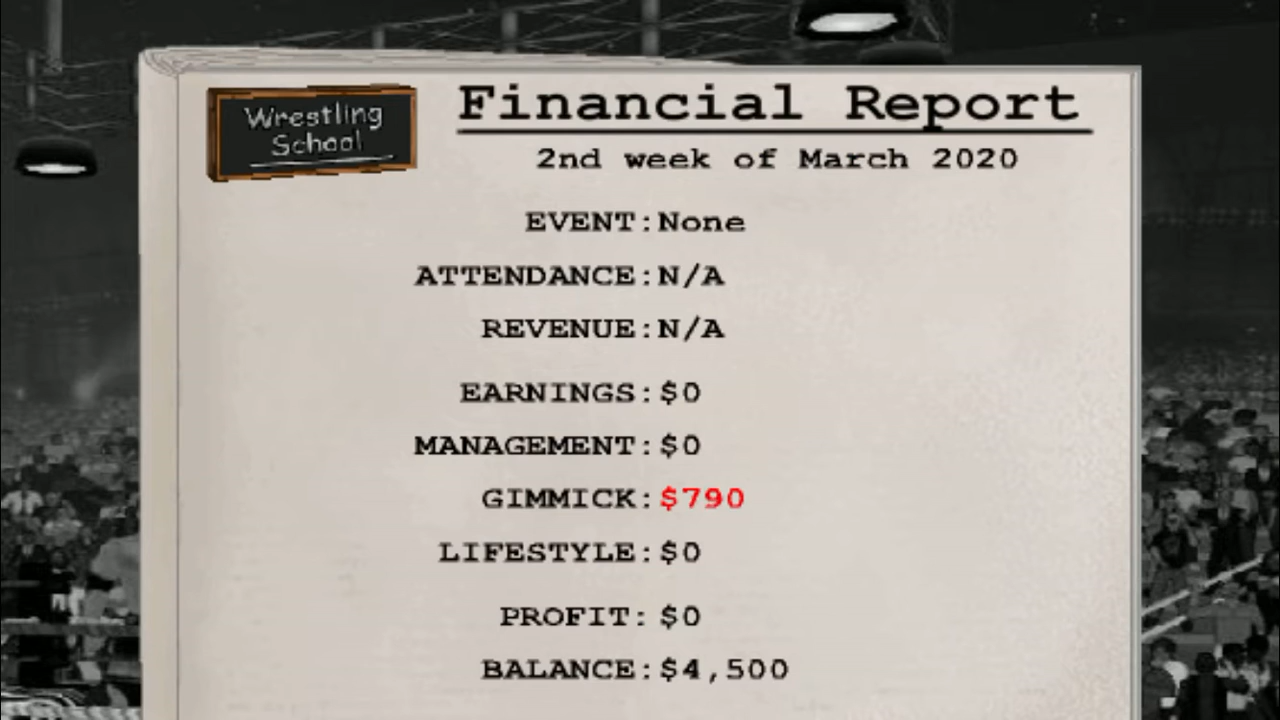 Wrestling
School
Financial Report
2nd week of March 2020
EVENT:None
ATTENDANCE:N/A
REVENUE:N/A
EARNINGS:$0
MANAGEMENT:$0
GIMMICK:$790
LIFESTYLE:$0
PROFIT:$0
BALANCE:$4,500